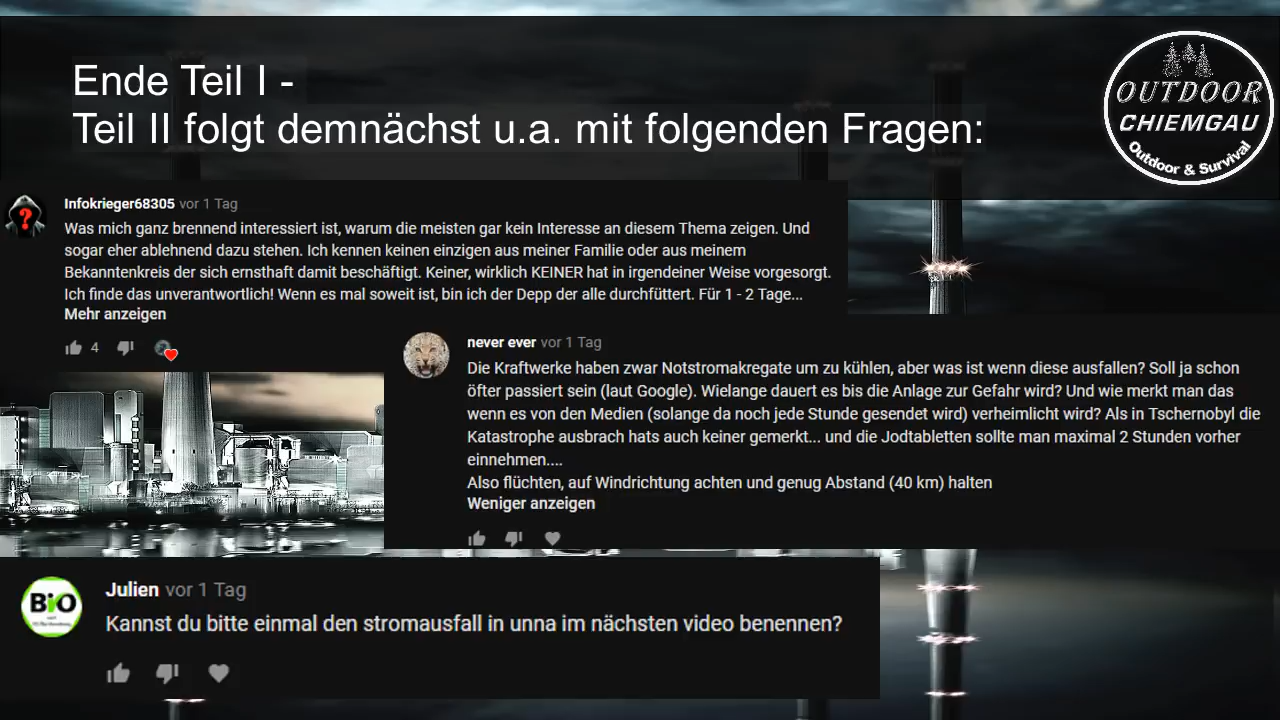 Ende Teil I -
Teil II folgt demnächst u.a. mit folgenden Fragen:
OUTDOOR
CHIEMGAU
Outdoor & Survival
Infokrieger68305 vor 1 Tag
Was mich ganz brennend interessiert ist, warum die meisten gar kein Interesse an diesem Thema zeigen. Und
sogar eher ablehnend dazu stehen. Ich kennen keinen einzigen aus meiner Familie oder aus meinem
Bekanntenkreis der sich ernsthaft damit beschäftigt. Keiner, wirklich KEINER hat in irgendeiner Weise vorgesorgt.
Ich finde das unverantwortlich! Wenn es mal soweit ist, bin ich der Depp der alle durchfüttert. Für 1 - 2 Tage...
Mehr anzeigen
4
never ever vor 1 Tag
Die Kraftwerke haben zwar Notstromakregate um zu kühlen, aber was ist wenn diese ausfallen? Soll ja schon
öfter passiert sein (laut Google). Wielange dauert es bis die Anlage zur Gefahr wird? Und wie merkt man das
wenn es von den Medien (solange da noch jede Stunde gesendet wird) verheimlicht wird? Als in Tschernobyl die
Katastrophe ausbrach hats auch keiner gemerkt... und die Jodtabletten sollte man maximal 2 Stunden vorher
einnehmen....
Also flüchten, auf Windrichtung achten und genug Abstand (40 km) halten
Weniger anzeigen
BiO
Julien vor 1 Tag
Kannst du bitte einmal den stromausfall in unna im nächsten video benennen?